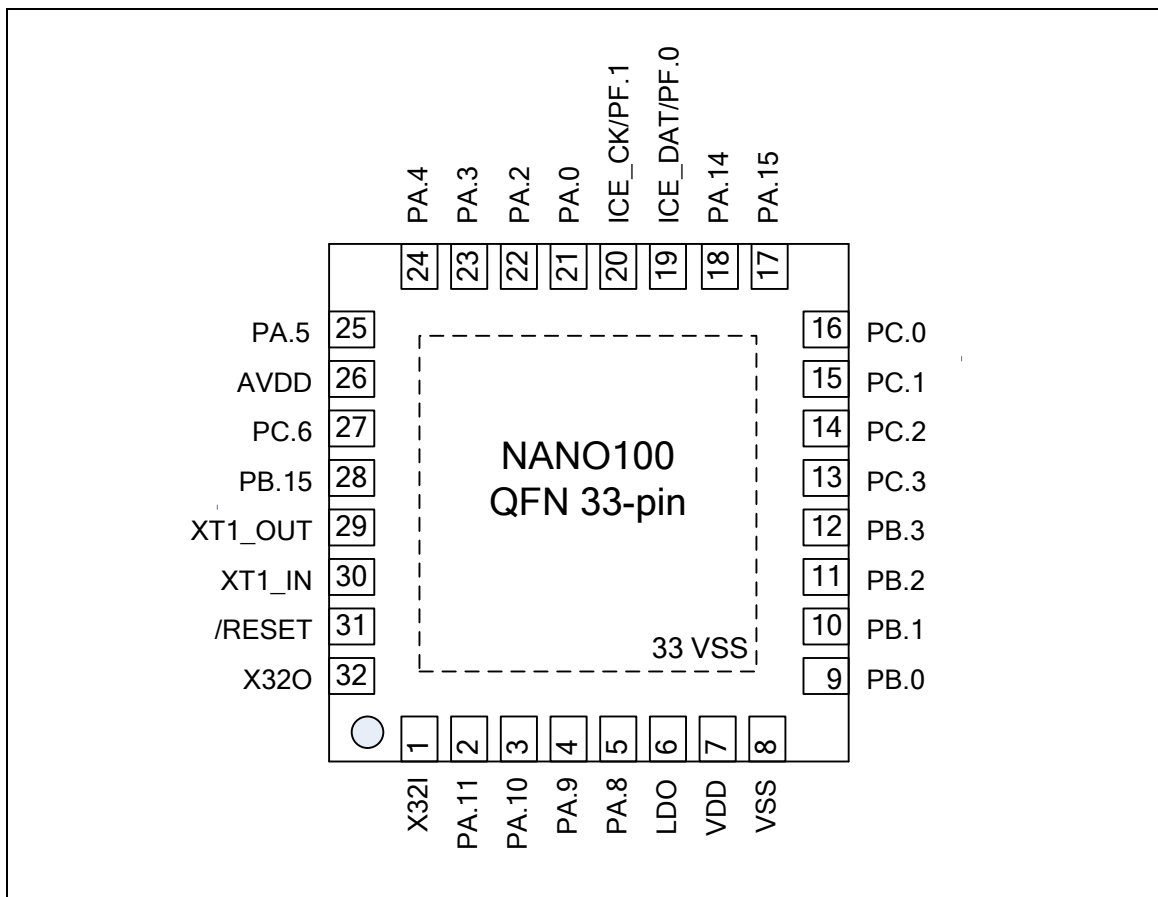 PA.4
PA.3
PA.2
PA.0
ICE_CK/PF.1
ICE_DAT/PF.0
PA.14
PA.15
24
23
22
21
20
19
18
17
PA.5 25
AVDD 26
PC.6 27
PB.15 28
XT1_OUT 29
XT1_IN 30
/RESET 31
X32O 32
NANO100
QFN 33-pin
33 VSS
16 PC.0
15 PC.1
14 PC.2
13 PC.3
12 PB.3
11 PB.2
10 PB.1
9 PB.0
1
2
3
4
5
6
7
8
X32I
PA.11
PA.10
PA.9
PA.8
LDO
VDD
VSS